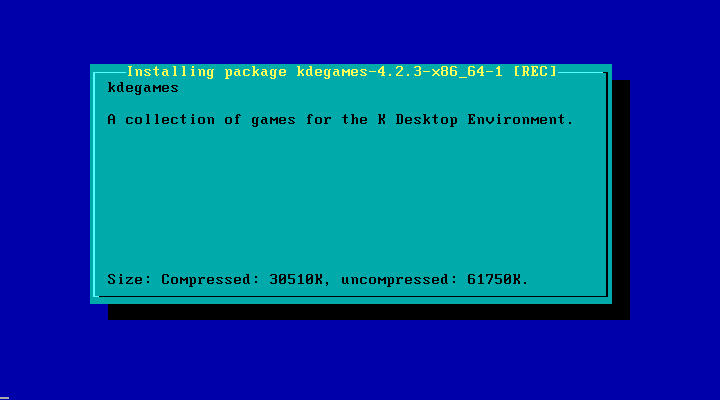 Installing package kdegames-4.2.3-x86_64-1 [REC]
kdegames
A collection of games for the K Desktop Environment.
Size: Compressed: 30510K, uncompressed: 61750K.